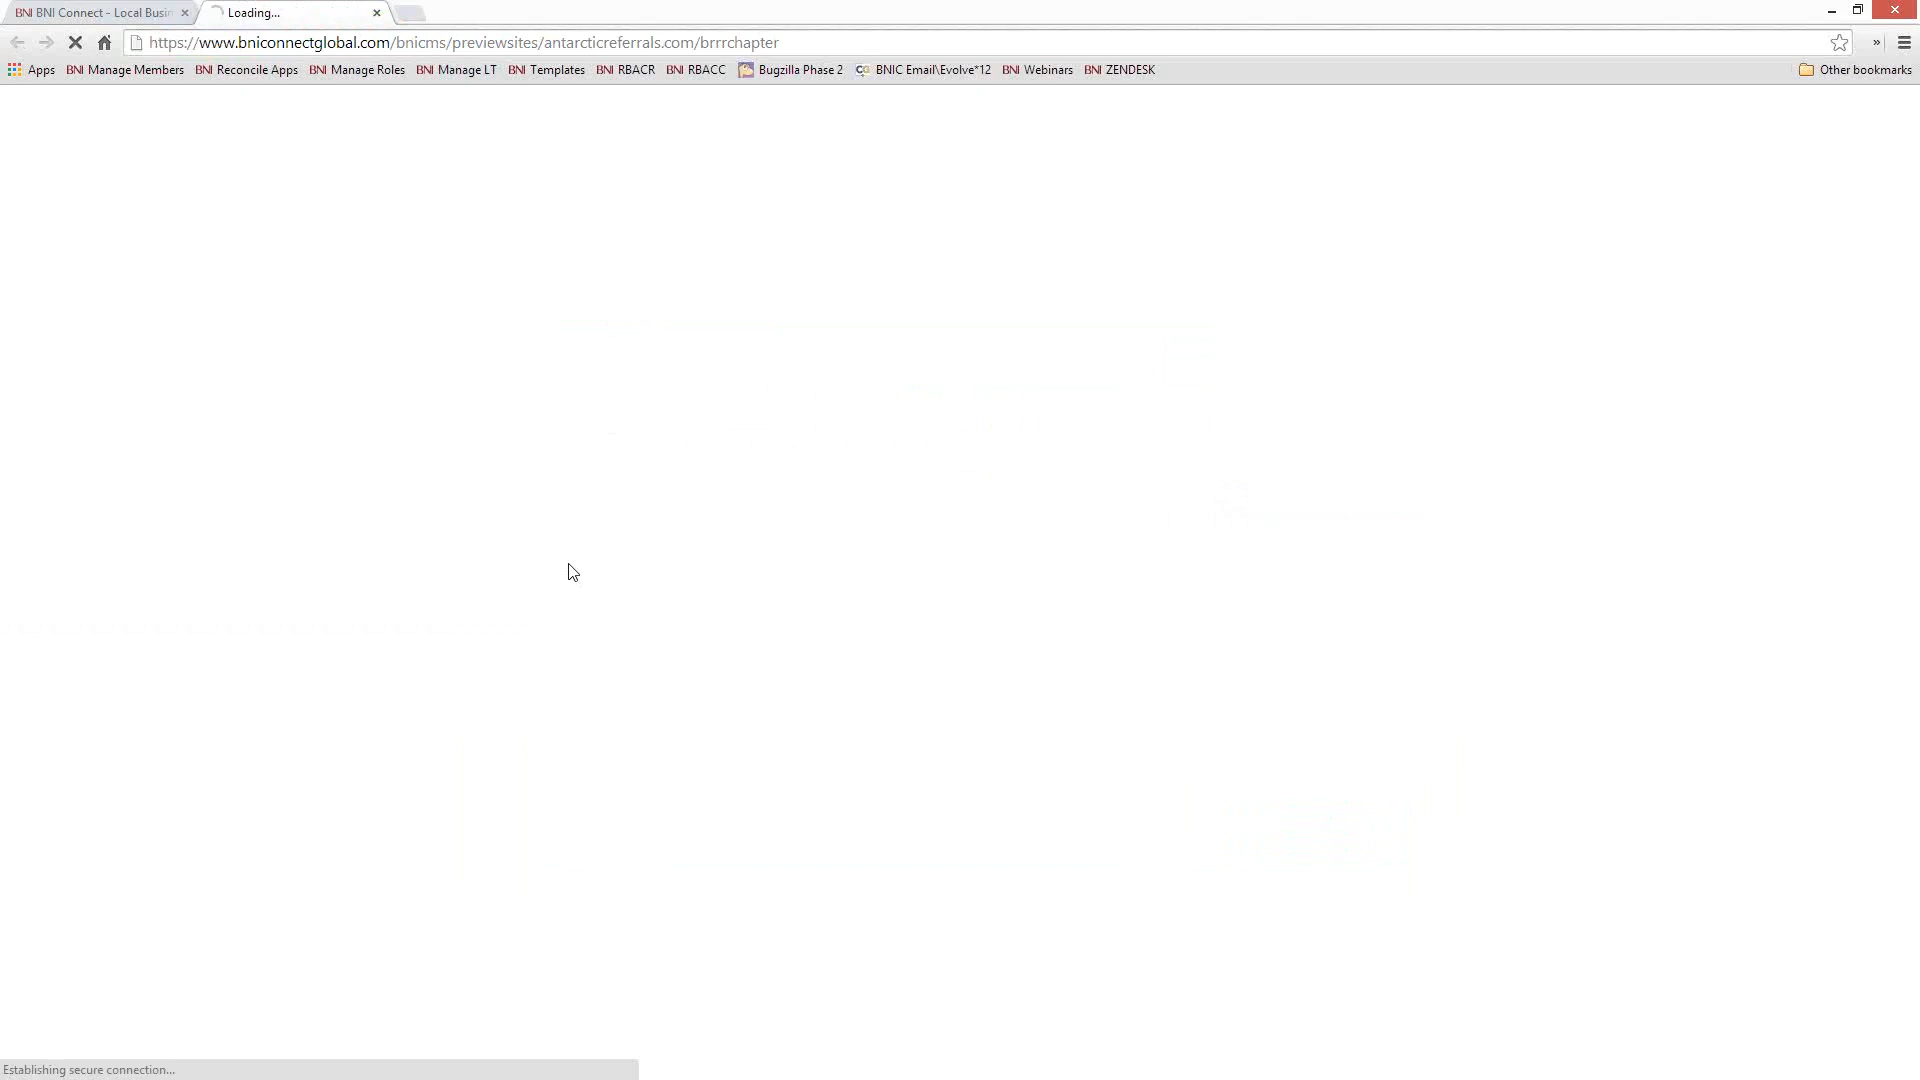 BNI BNI Connect - Local Busin
Loading...
https://www.bniconnectglobal.com/bnicms/previewsites/antarcticreferrals.com/brrrchapter
»
Apps BNI Manage Members BNI Reconcile Apps BNI Manage Roles BNI Manage LT BNI Templates BNI RBACR BNI RBACC Bugzilla Phase 2 CG BNIC Email\Evolve*12 BNI Webinars BNI ZENDESK Other bookmarks
Establishing secure connection...